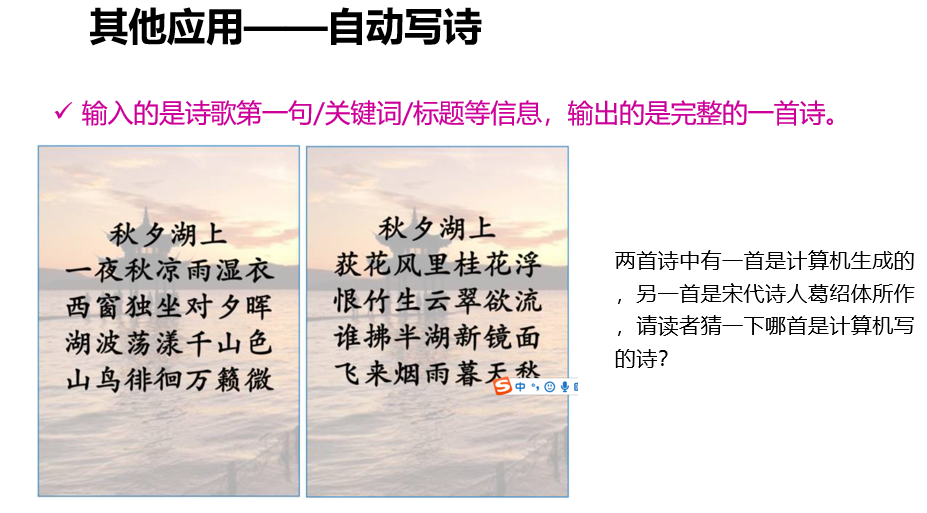 其他应用——自动写诗
✓ 输入的是诗歌第一句/关键词/标题等信息，输出的是完整的一首诗。
秋夕湖上
一夜秋凉雨湿衣
西窗独坐对夕晖
湖波荡漾千山色
山鸟徘徊万籁微
秋夕湖上
荻花风里桂花浮
恨竹生云翠欲流
谁拂半湖新镜面
飞来烟雨暮天愁
S中
两首诗中有一首是计算机生成的
，另一首是宋代诗人葛绍体所作
，请读者猜一下哪首是计算机写
的诗？